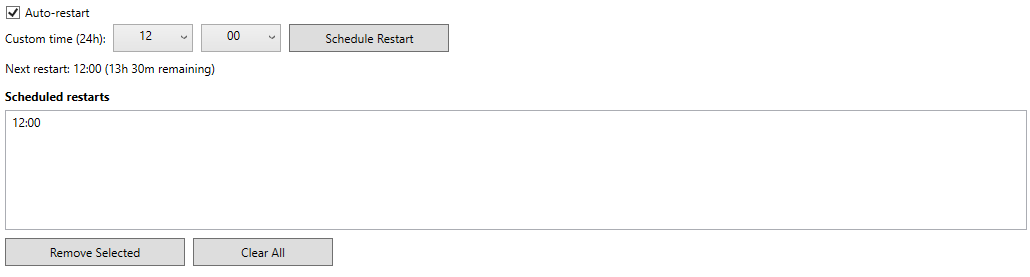 Auto-restart
Custom time (24h): 12 00 Schedule Restart
Next restart: 12:00 (13h 30m remaining)
Scheduled restarts
12:00
Remove Selected Clear All